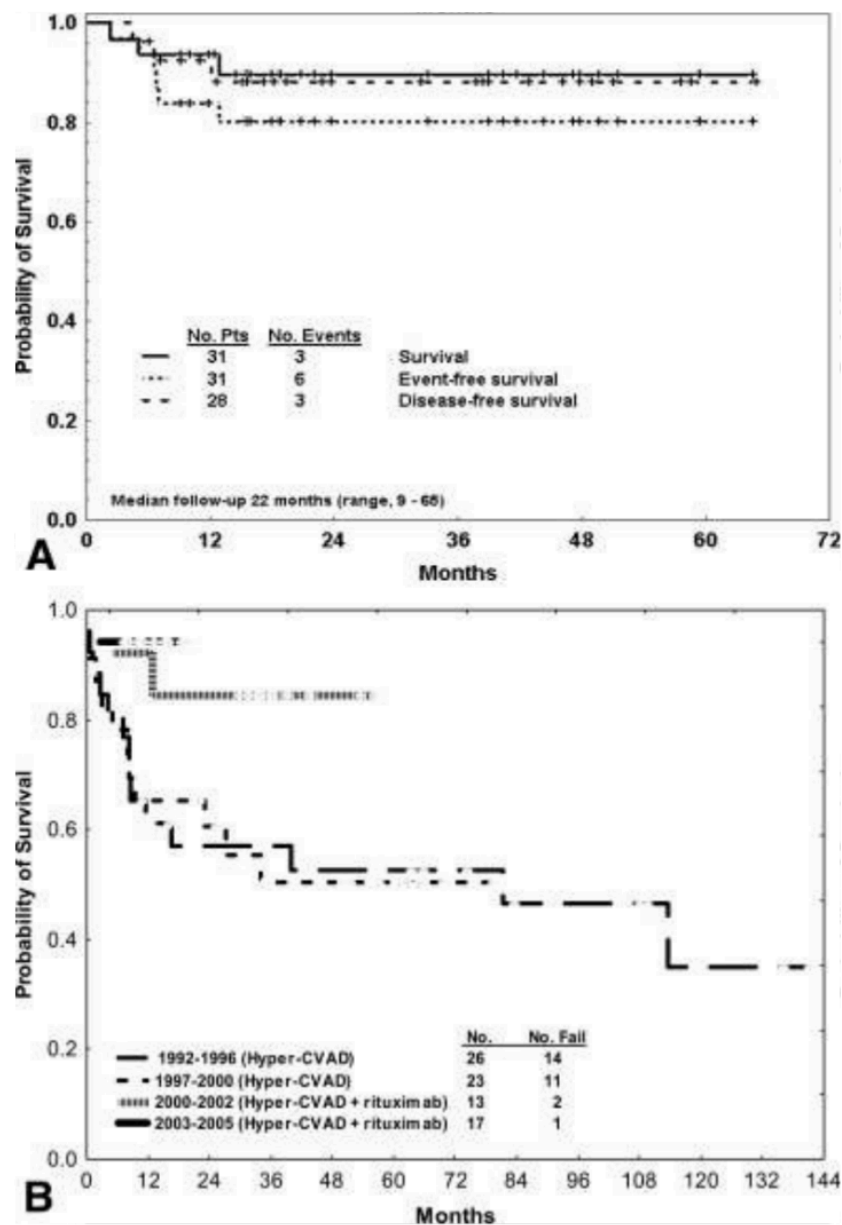 1.0
0.8
0.6
0.4
0.2
0.0
Probability of Survival
No. Pts No. Events
31 3 Survival
31 6 Event-free survival
28 3 Disease-free survival
Median follow-up 22 months (range, 9 - 68)
0 12 24 36 48 60 72
Months
A
1.0
0.8
0.6
0.4
0.2
0.0
Probability of Survival
No. No. Fail
1992-1996 (Hyper-CVAD) 26 14
1997-2000 (Hyper-CVAD) 23 11
2000-2002 (Hyper-CVAD + rituximab) 13 2
2003-2005 (Hyper-CVAD + rituximab) 17 1
0 12 24 36 48 60 72 84 96 108 120 132 144
Months
B